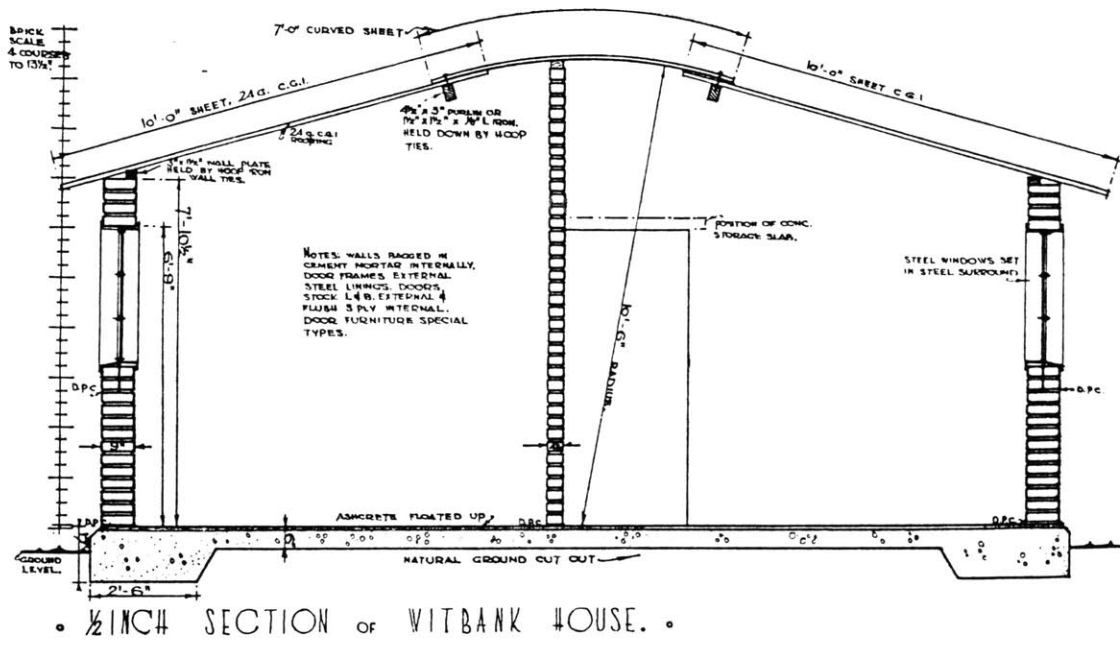 BRICK
SCALE
4 COURSES
TO 13½"
7'-0" CURVED SHEET
10'-0" SHEET, 24G. C.G.I.
10'-0" SHEET C.G.I.
4½" x 3" PURLIN OR
1½" x 1½" x ⅛" L IRON.
HELD DOWN BY HOOP
TIES.
24G. C.G.I
ROOFING
3" x 1½" WALL PLATE
HELD BY HOOP IRON
WALL TIES.
7'-10½"
6'-8"
POSITION OF CONC.
STORAGE SLAB.
NOTES: WALLS BAGGED IN
CEMENT MORTAR INTERNALLY.
DOOR FRAMES EXTERNAL
STEEL LININGS. DOORS,
STOCK L & B. EXTERNAL &
FLUSH 3 PLY INTERNAL.
DOOR FURNITURE SPECIAL
TYPES.
STEEL WINDOWS SET
IN STEEL SURROUND
10'-6" RADIUS.
D.P.C.
D.P.C.
9"
D.P.C.
ASHCRETE FLOATED UP
D.P.C.
D.P.C.
GROUND
LEVEL.
NATURAL GROUND CUT OUT
2'-6"
½ INCH SECTION OF WITBANK HOUSE.